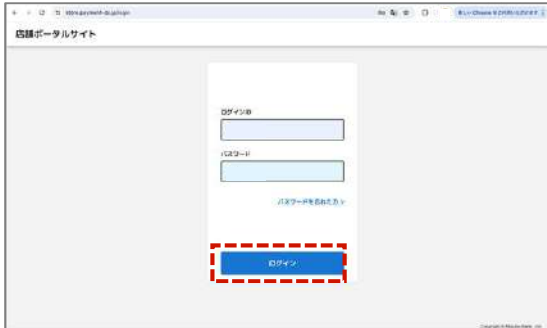 店舗ポータルサイト
ログインID
パスワード
パスワードを忘れた方 >
ログイン